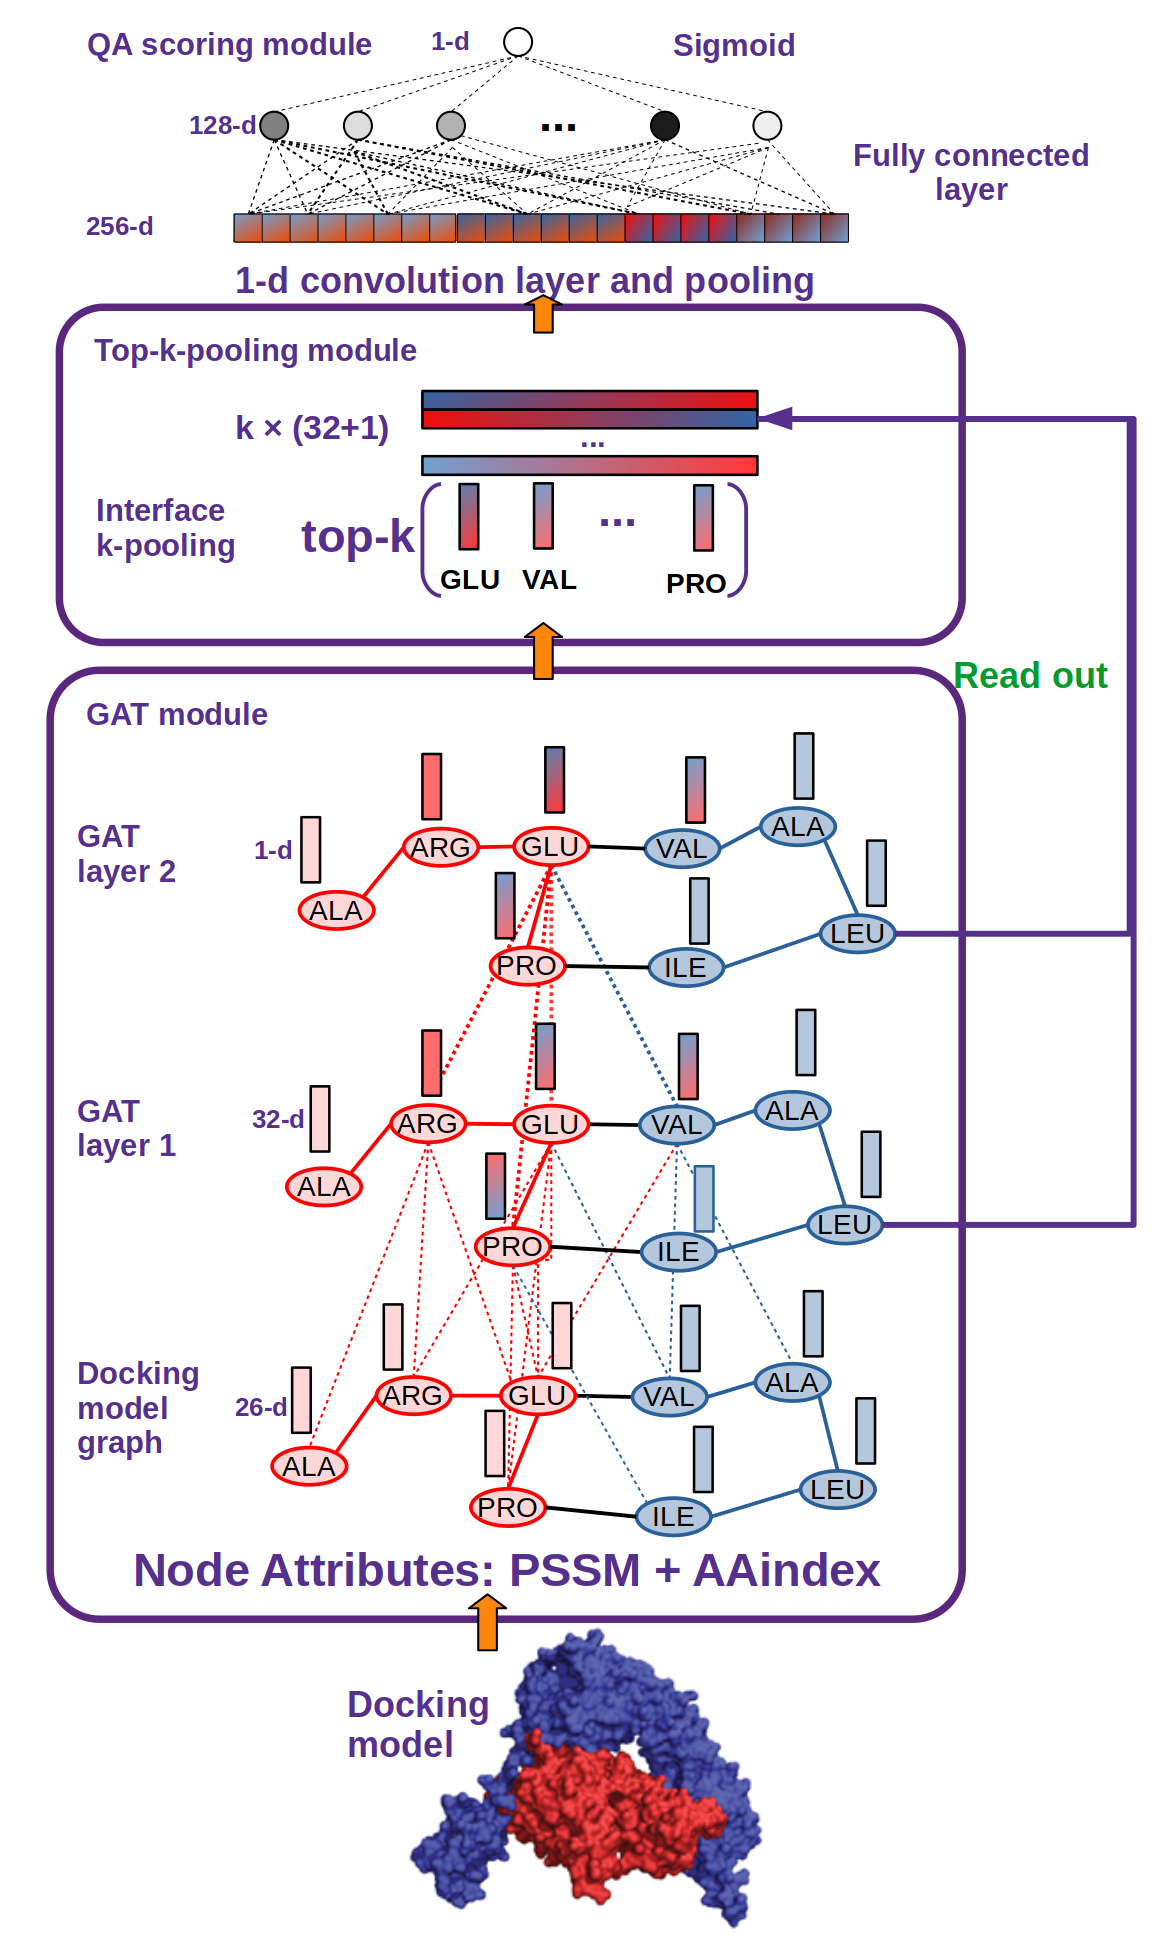 QA scoring module
1-d
Sigmoid
128-d
...
Fully connected
layer
256-d
1-d convolution layer and pooling
Top-k-pooling module
k × (32+1)
...
Interface
k-pooling
top-k
...
GLU
VAL
PRO
Read out
GAT module
GAT
layer 2
1-d
ALA
ARG
GLU
VAL
ALA
LEU
PRO
ILE
GAT
layer 1
32-d
ALA
ARG
GLU
VAL
ALA
LEU
PRO
ILE
Docking
model
graph
26-d
ALA
ARG
GLU
VAL
ALA
LEU
PRO
ILE
Node Attributes: PSSM + AAindex
Docking
model